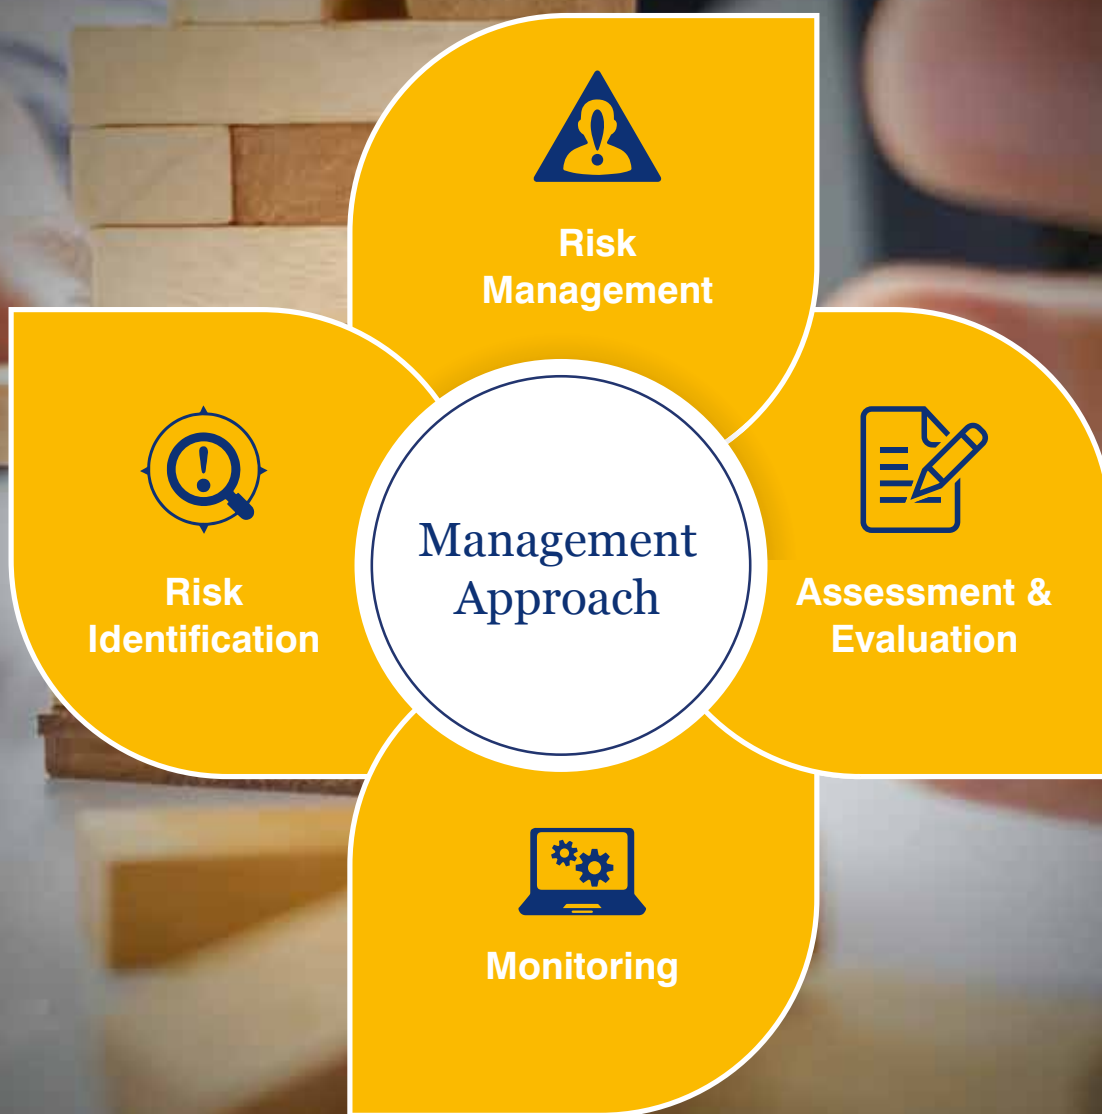 Risk
Management
Risk
Identification
Management
Approach
Assessment &
Evaluation
Monitoring